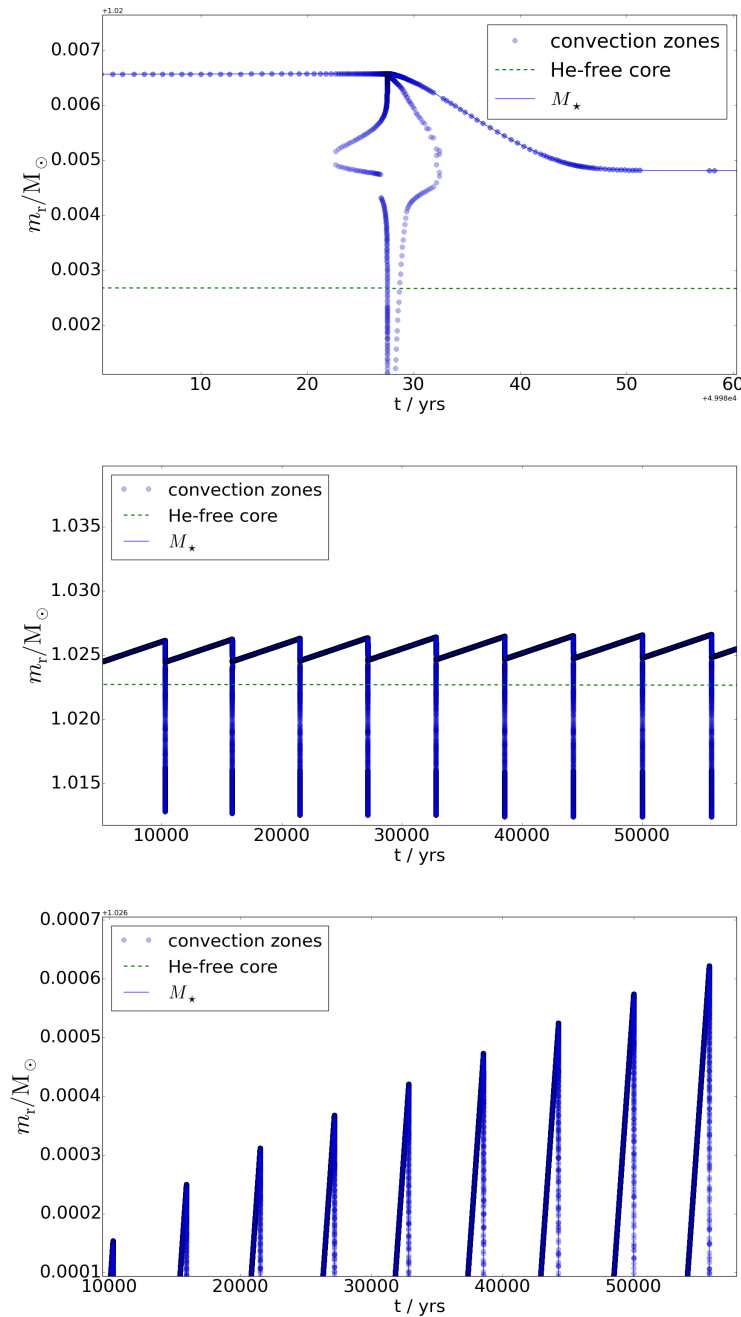 +1.02
0.007
0.006
0.005
0.004
0.003
0.002
m_r/M_⊙
convection zones
He-free core
M_⋆
10 20 30 40 50 60
t / yrs
+4.998e4
1.035
1.030
1.025
1.020
1.015
m_r/M_⊙
convection zones
He-free core
M_⋆
10000 20000 30000 40000 50000
t / yrs
+1.026
0.0007
0.0006
0.0005
0.0004
0.0003
0.0002
0.0001
m_r/M_⊙
convection zones
He-free core
M_⋆
10000 20000 30000 40000 50000
t / yrs